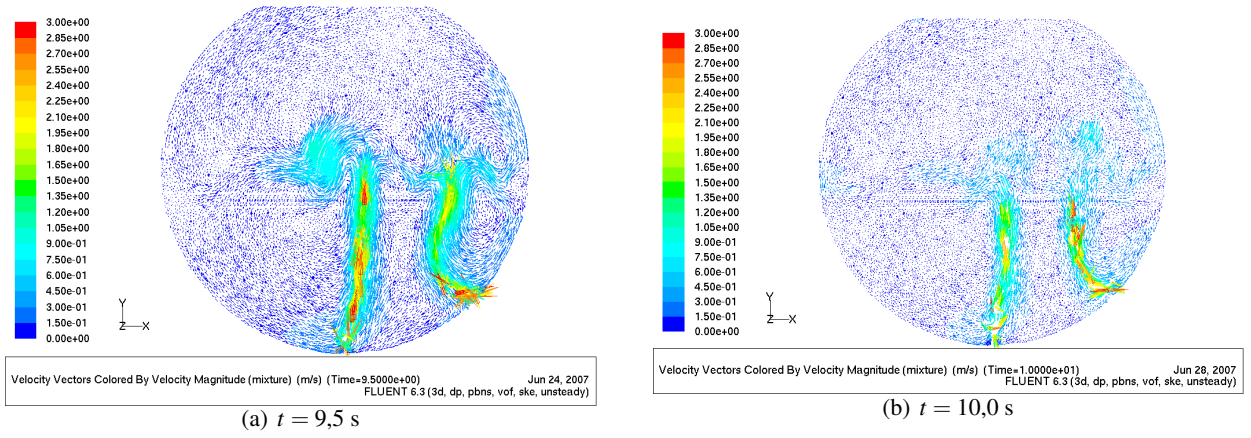 3.00e+00
2.85e+00
2.70e+00
2.55e+00
2.40e+00
2.25e+00
2.10e+00
1.95e+00
1.80e+00
1.65e+00
1.50e+00
1.35e+00
1.20e+00
1.05e+00
9.00e-01
7.50e-01
6.00e-01
4.50e-01
3.00e-01
1.50e-01
0.00e+00
Y
Z X
Velocity Vectors Colored By Velocity Magnitude (mixture) (m/s) (Time=9.5000e+00) Jun 24, 2007
FLUENT 6.3 (3d, dp, pbns, vof, ske, unsteady)
(a) t = 9,5 s
3.00e+00
2.85e+00
2.70e+00
2.55e+00
2.40e+00
2.25e+00
2.10e+00
1.95e+00
1.80e+00
1.65e+00
1.50e+00
1.35e+00
1.20e+00
1.05e+00
9.00e-01
7.50e-01
6.00e-01
4.50e-01
3.00e-01
1.50e-01
0.00e+00
Y
Z X
Velocity Vectors Colored By Velocity Magnitude (mixture) (m/s) (Time=1.0000e+01) Jun 28, 2007
FLUENT 6.3 (3d, dp, pbns, vof, ske, unsteady)
(b) t = 10,0 s